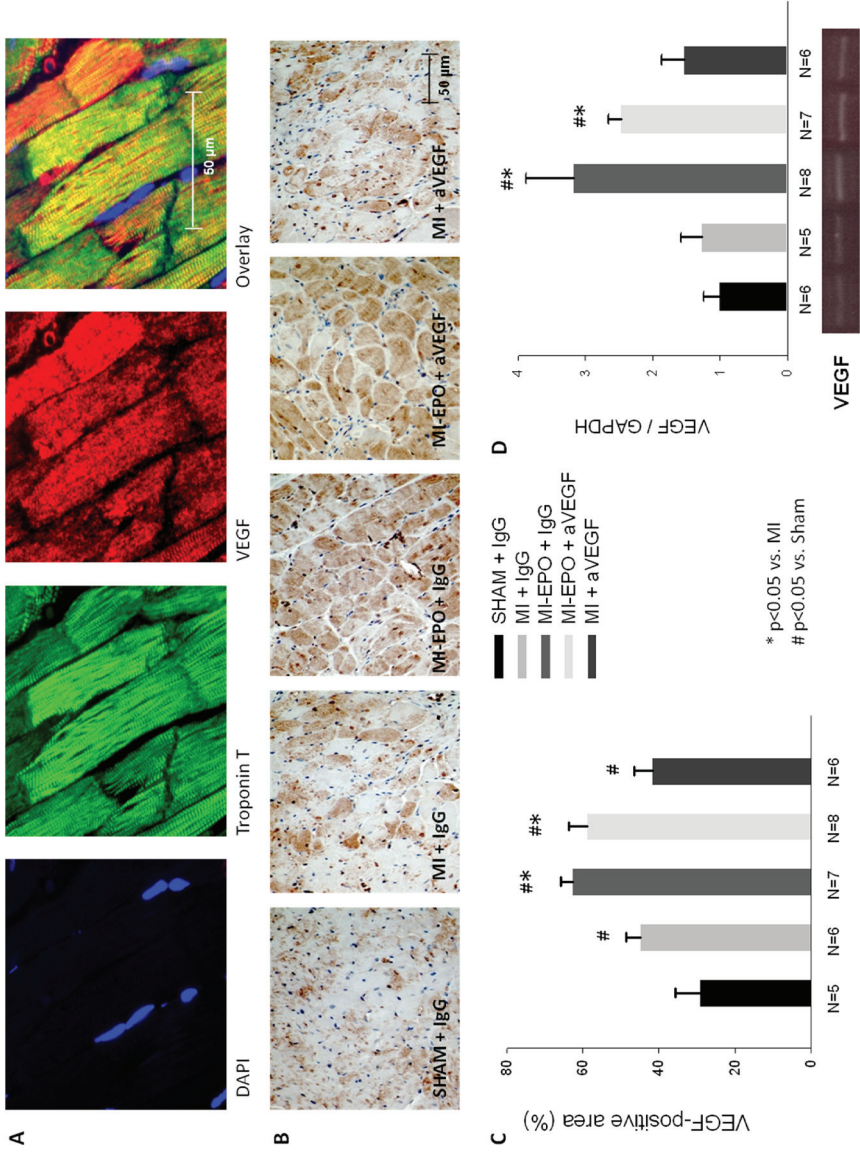 A
DAPI
Troponin T
VEGF
Overlay
50 µm
B
SHAM + IgG
MI + IgG
MI-EPO + IgG
MI-EPO + aVEGF
MI + aVEGF
50 µm
C
VEGF-positive area (%)
80
60
40
20
0
#
#*
#*
#
N=5
N=6
N=7
N=8
N=6
SHAM + IgG
MI + IgG
MI-EPO + IgG
MI-EPO + aVEGF
MI + aVEGF
* p<0.05 vs. MI
# p<0.05 vs. Sham
D
VEGF / GAPDH
4
3
2
1
0
#*
#*
N=6
N=5
N=8
N=7
N=6
VEGF